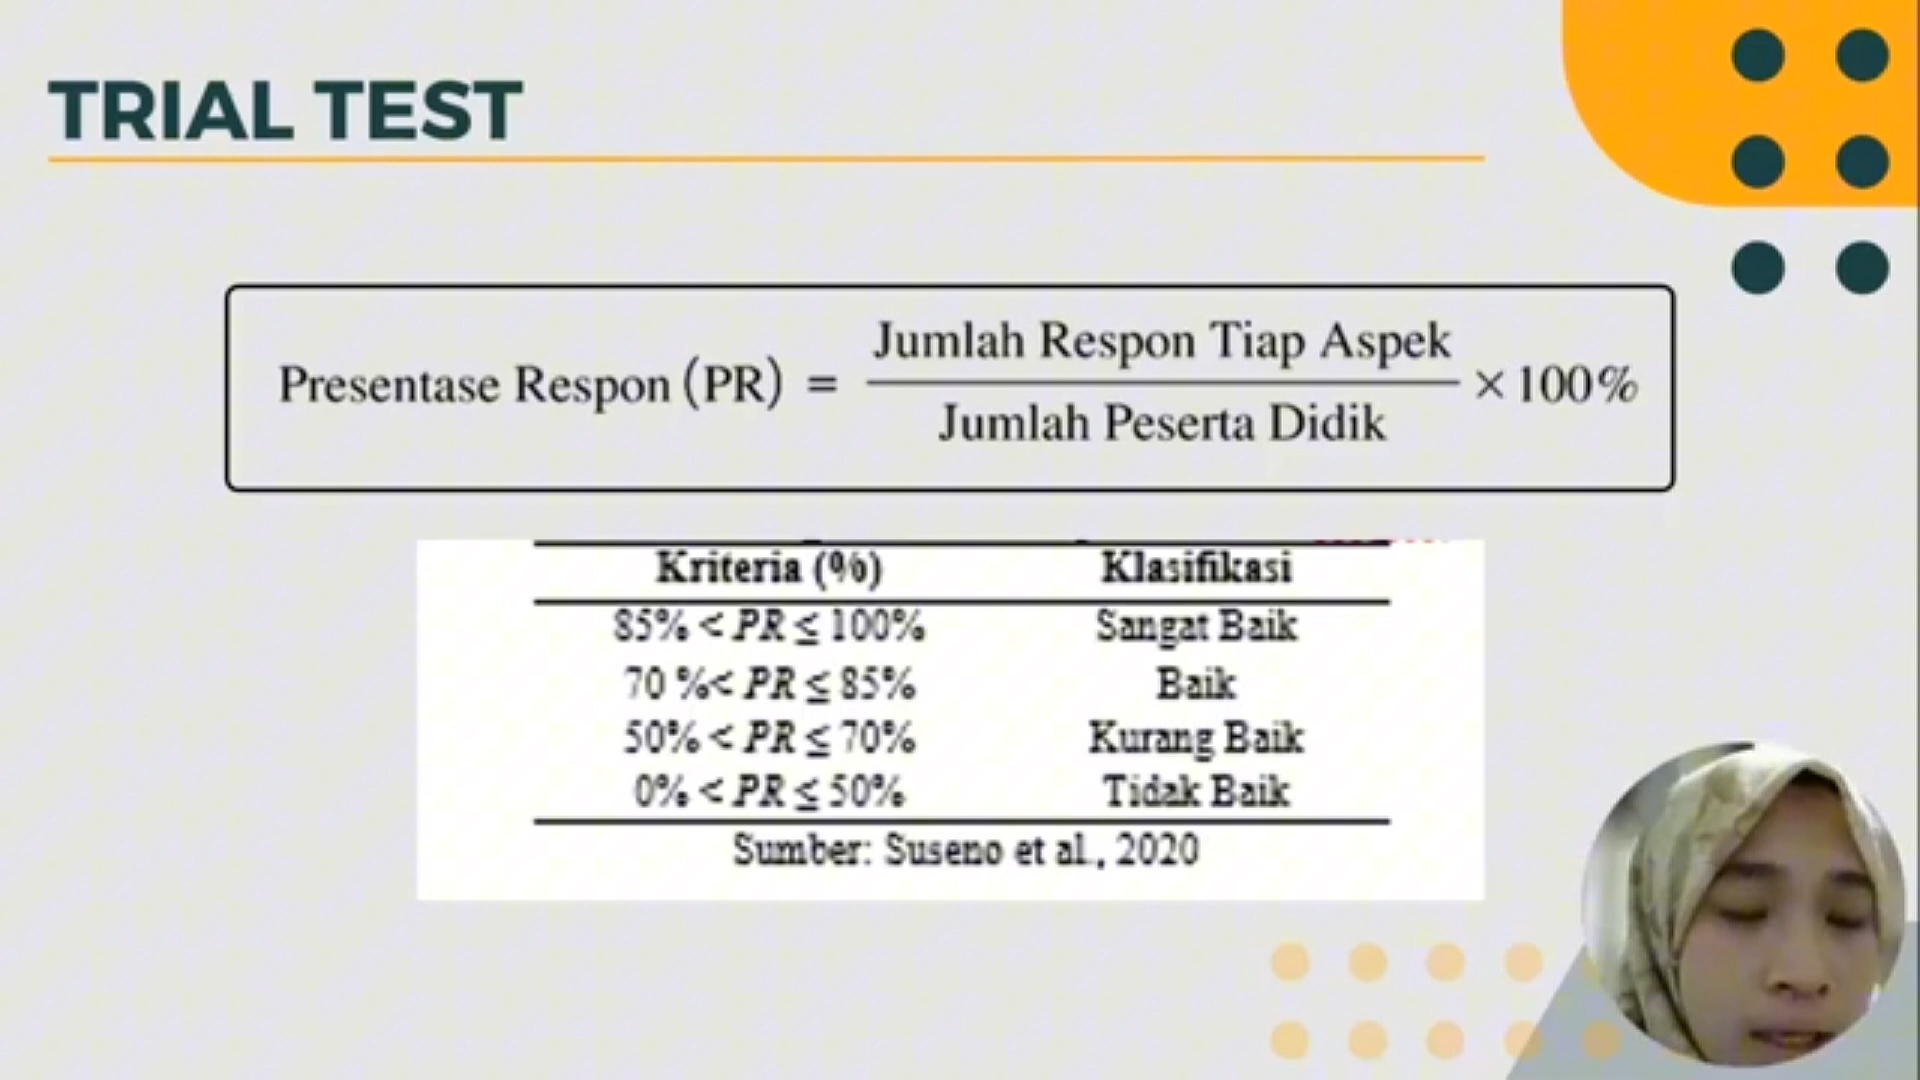 TRIAL TEST
Presentase Respon (PR) = Jumlah Respon Tiap Aspek / Jumlah Peserta Didik × 100%
Kriteria (%) Klasifikasi
85% < PR ≤ 100% Sangat Baik
70 %< PR ≤ 85% Baik
50% < PR ≤ 70% Kurang Baik
0% < PR ≤ 50% Tidak Baik
Sumber: Suseno et al., 2020